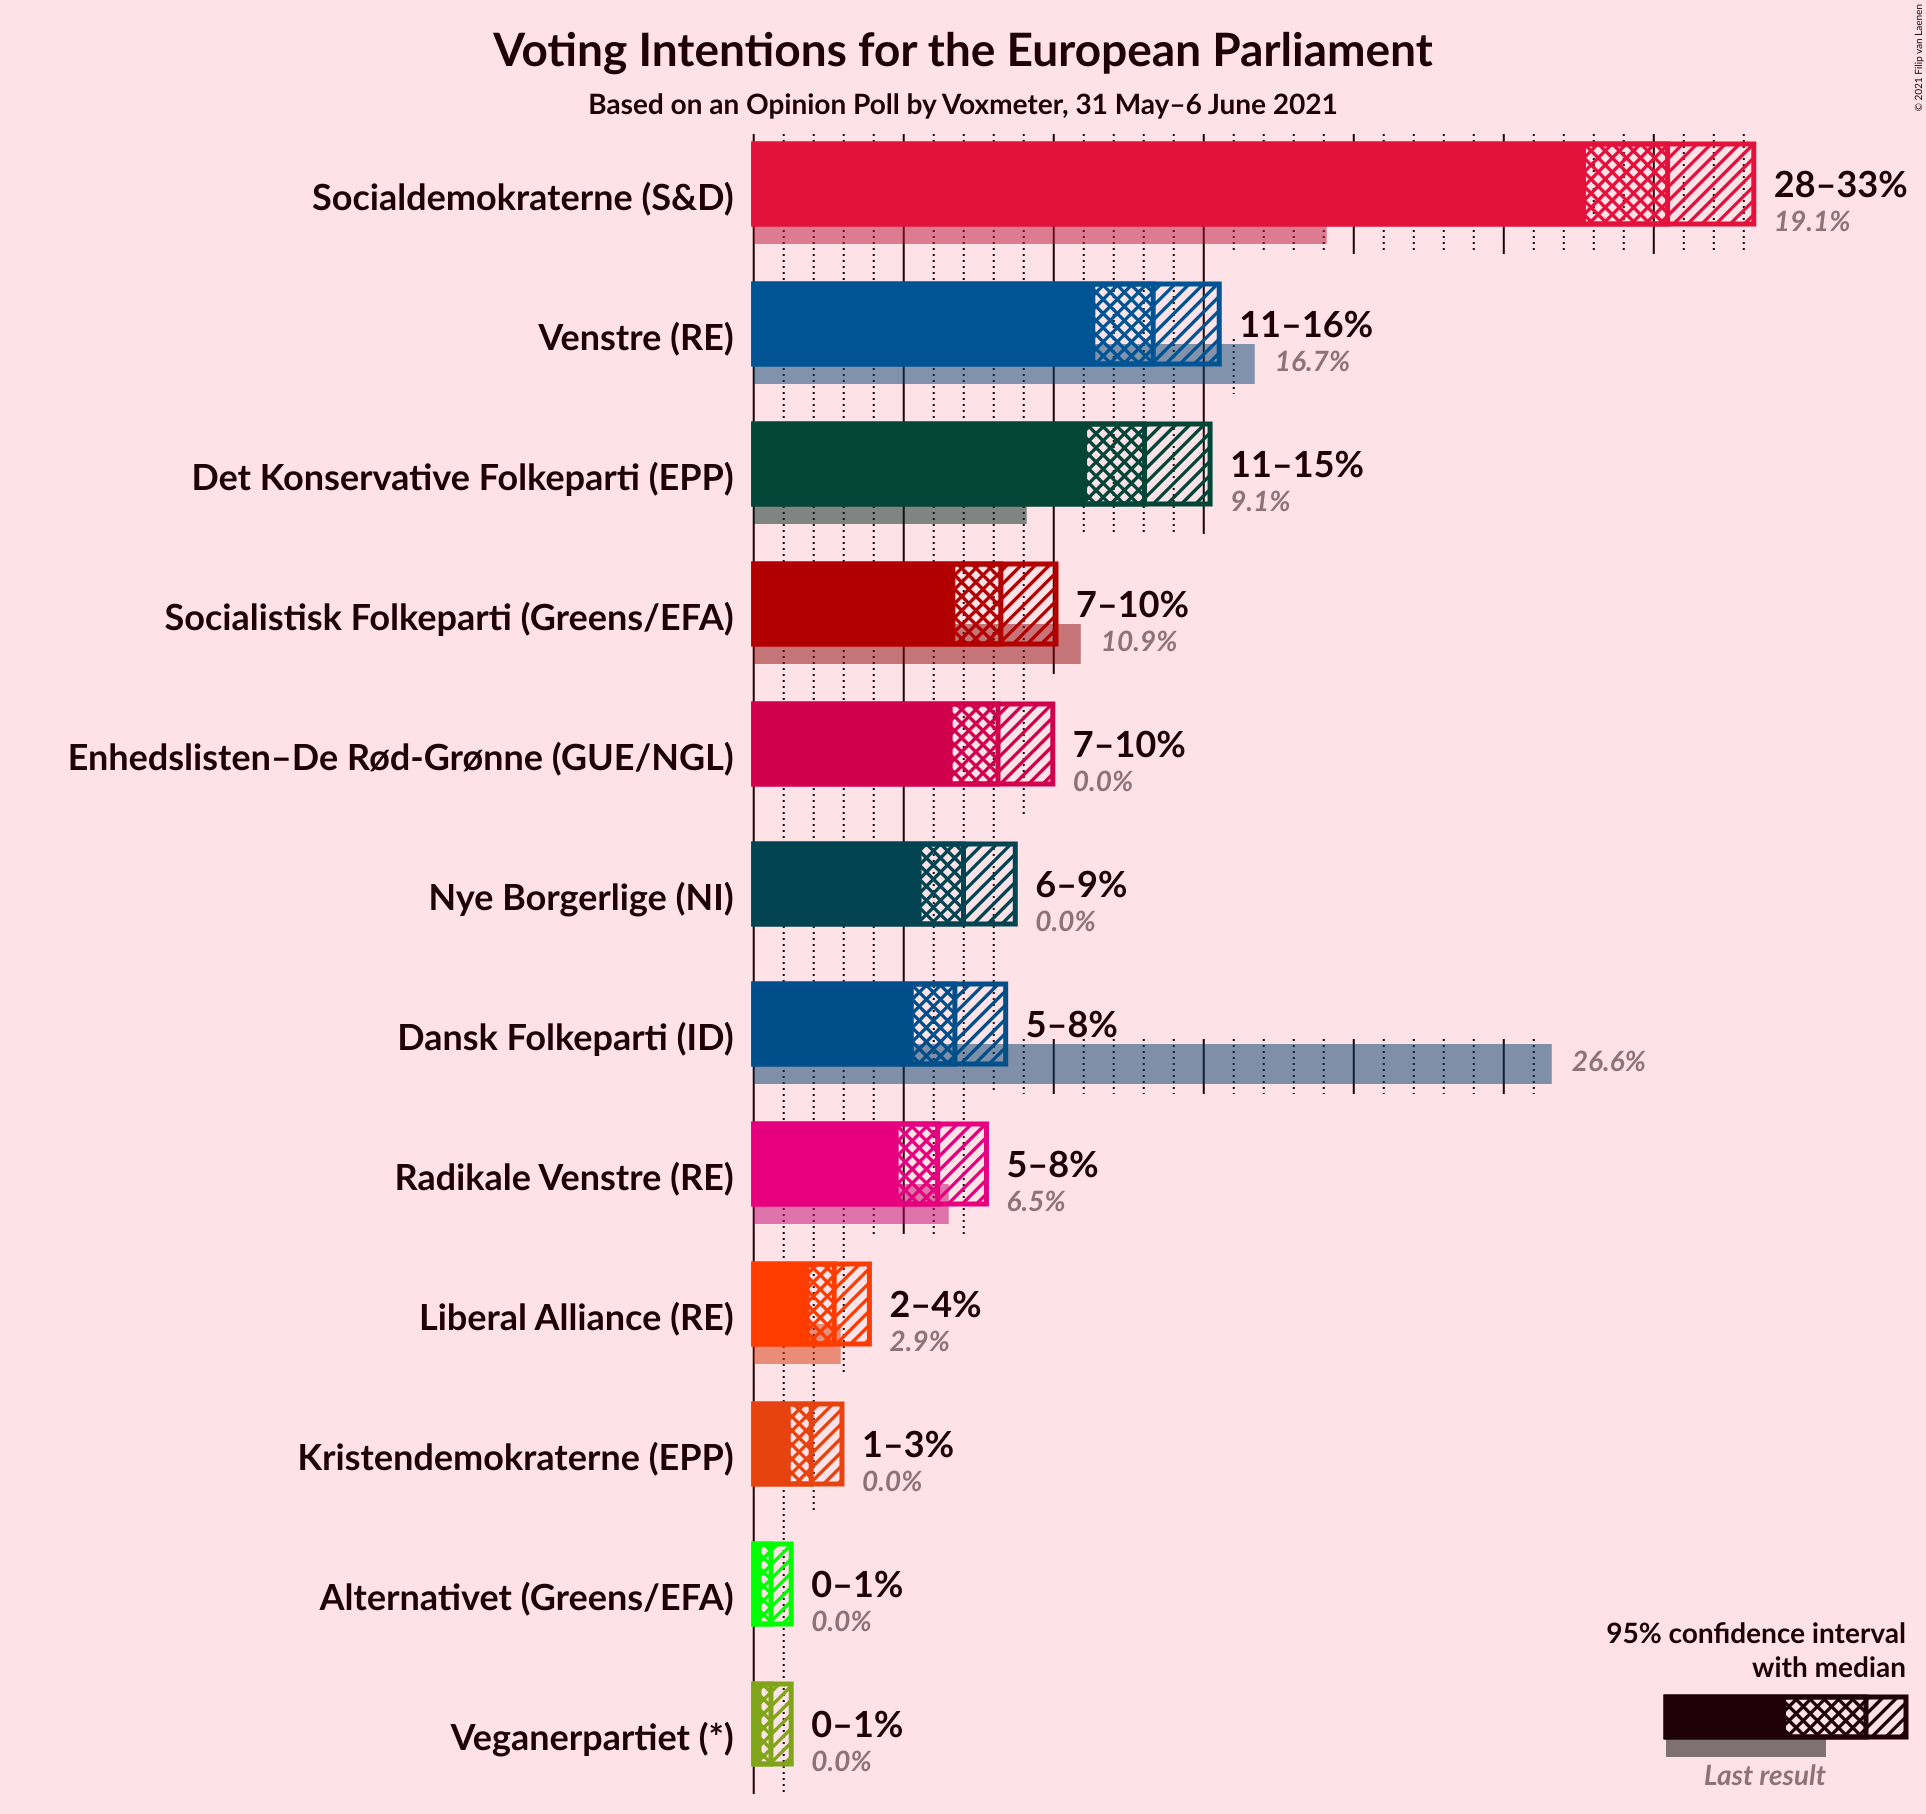 Voting Intentions for the European Parliament
Based on an Opinion Poll by Voxmeter, 31 May–6 June 2021
© 2021 Filip van Laenen
Socialdemokraterne (S&D)
28–33%
19.1%
Venstre (RE)
11–16%
16.7%
Det Konservative Folkeparti (EPP)
11–15%
9.1%
Socialistisk Folkeparti (Greens/EFA)
7–10%
10.9%
Enhedslisten–De Rød-Grønne (GUE/NGL)
7–10%
0.0%
Nye Borgerlige (NI)
6–9%
0.0%
Dansk Folkeparti (ID)
5–8%
26.6%
Radikale Venstre (RE)
5–8%
6.5%
Liberal Alliance (RE)
2–4%
2.9%
Kristendemokraterne (EPP)
1–3%
0.0%
Alternativet (Greens/EFA)
0–1%
0.0%
Veganerpartiet (*)
0–1%
0.0%
95% confidence interval
with median
Last result